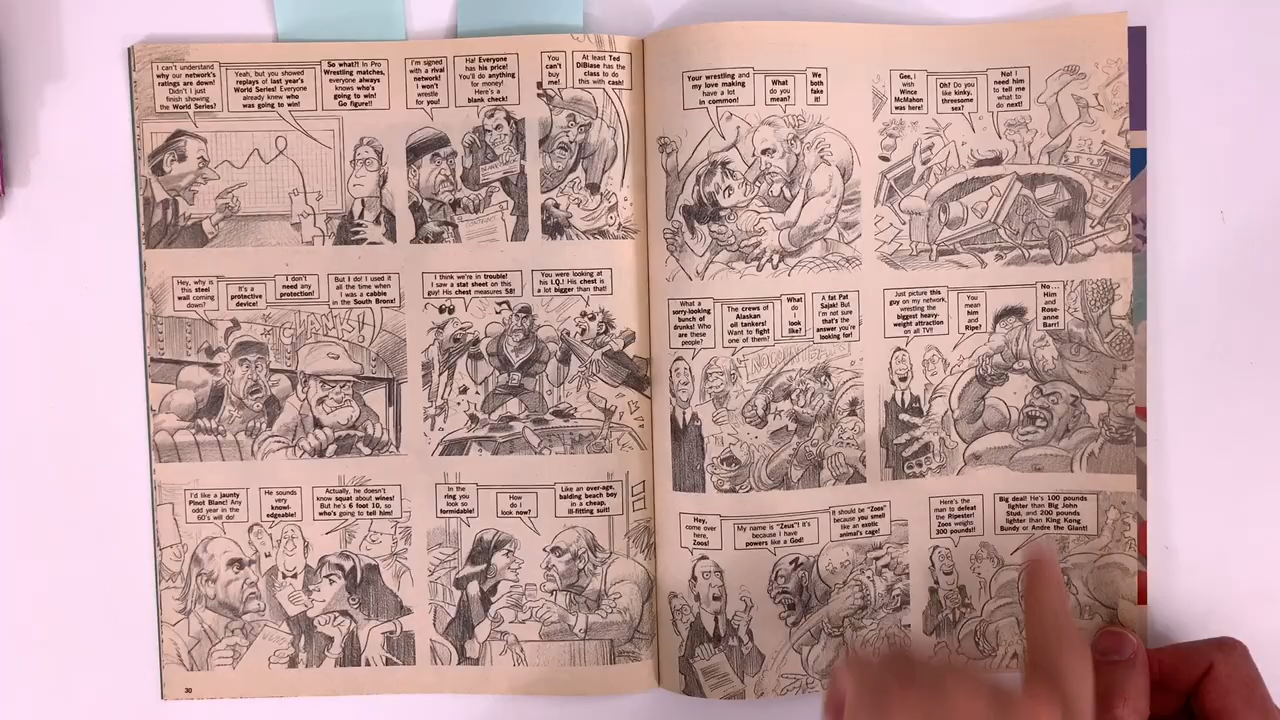 I can't understand
why our network's
ratings are down!
Didn't I just
finish showing
the World Series?
Yeah, but you showed
replays of last year's
World Series! Everyone
already knew who
was going to win!
So what?! In Pro
Wrestling matches,
everyone always
knows who's
going to win!
Go figure!!
I'm signed
with a rival
network!
I won't
wrestle
for you!
Ha! Everyone
has his price!
You'll do anything
for money!
Here's a
blank check!
You
can't
buy
me!
At least Ted
DiBiase has the
class to do
this with cash!
CONTRACT
Hey, why is
this steel
wall coming
down?
It's a
protective
device!
I don't
need any
protection!
But I do! I used it
all the time when
I was a cabbie
in the South Bronx!
CLANK!!
I think we're in trouble!
I saw a stat sheet on this
guy! His chest measures 58!
You were looking at
his I.Q.! His chest is
a lot bigger than that!
I'd like a jaunty
Pinot Blanc! Any
odd year in the
60's will do!
He sounds
very
knowl-
edgeable!
Actually, he doesn't
know squat about wines!
But he's 6 foot 10, so
who's going to tell him!
In the
ring you
look so
formidable!
How
do I
look now?
Like an over-age,
balding beach boy
in a cheap,
ill-fitting suit!
30
Your wrestling and
my love making
have a lot
in common!
What
do you
mean?
We
both
fake
it!
Gee, I
wish
Wince
McMahon
was here!
Oh? Do you
like kinky,
threesome
sex?
No! I
need him
to tell me
what to
do next!
What a
sorry-looking
bunch of
drunks! Who
are these
people?
The crews of
Alaskan
oil tankers!
Want to fight
one of them?
What
do I
look
like?
A fat Pat
Sajak! But
I'm not sure
that's the
answer you're
looking for!
Just picture this
guy on my network,
wrestling the
biggest heavy-
weight attraction
on all TV!!
You
mean
him
and
Ripe?
No...
Him
and
Rose-
anne
Barr!
Hey,
come over
here,
Zoos!
My name is "Zeus"! It's
because I have
powers like a God!
It should be "Zoos"
because you smell
like an exotic
animal's cage!
Here's the
man to defeat
the Ripester!
Zoos weighs
300 pounds!!
Big deal! He's 100 pounds
lighter than Big John
Stud, and 200 pounds
lighter than King Kong
Bundy or Andre the Giant!